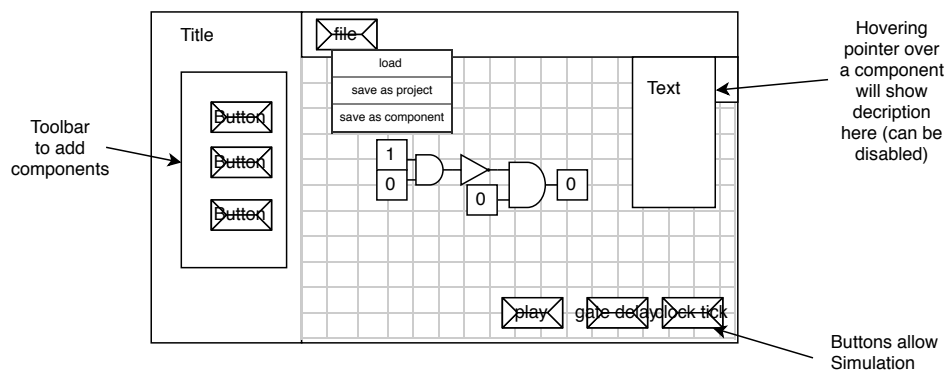 Title
file
load
save as project
save as component
Text
Hovering
pointer over
a component
will show
decription
here (can be
disabled)
Toolbar
to add
components
Button
Button
Button
1
0
0
0
play
gate delay
clock tick
Buttons allow
Simulation